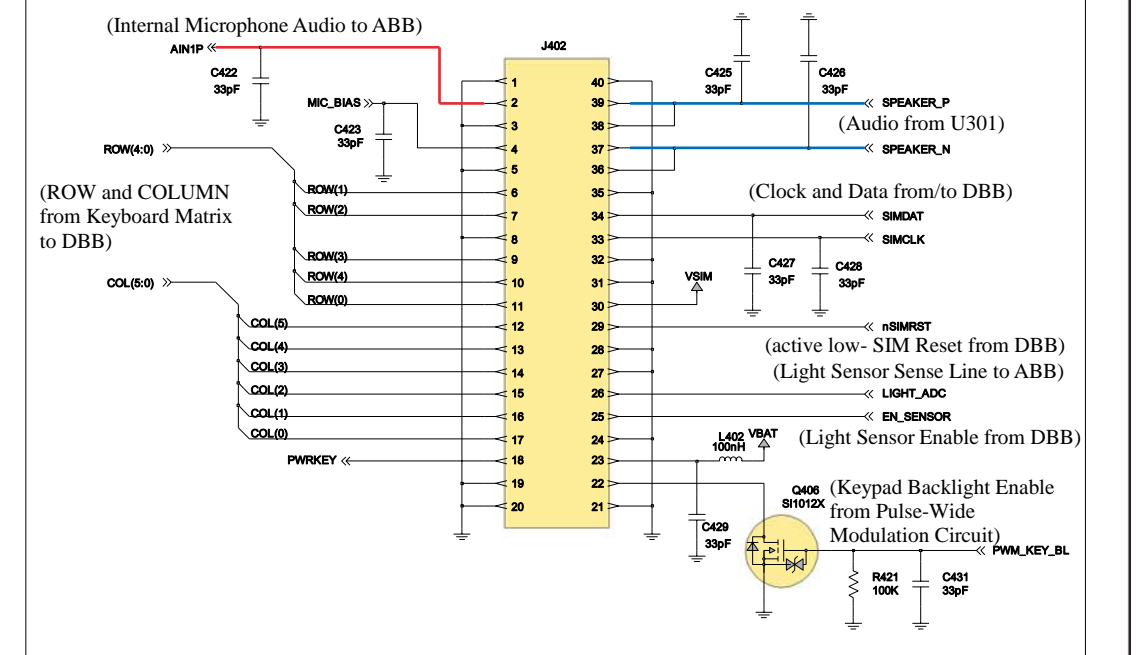 (Internal Microphone Audio to ABB)
AIN1P
J402
C422
33pF
C425
33pF
C426
33pF
MIC_BIAS
C423
33pF
SPEAKER_P
(Audio from U301)
SPEAKER_N
ROW(4:0)
(ROW and COLUMN
from Keyboard Matrix
to DBB)
ROW(1)
ROW(2)
ROW(3)
ROW(4)
ROW(0)
COL(5:0)
COL(5)
COL(4)
COL(3)
COL(2)
COL(1)
COL(0)
PWRKEY
1
2
3
4
5
6
7
8
9
10
11
12
13
14
15
16
17
18
19
20
40
39
38
37
36
35
34
33
32
31
30
29
28
27
26
25
24
23
22
21
(Clock and Data from/to DBB)
SIMDAT
SIMCLK
C427
33pF
C428
33pF
VSIM
nSIMRST
(active low- SIM Reset from DBB)
(Light Sensor Sense Line to ABB)
LIGHT_ADC
EN_SENSOR
(Light Sensor Enable from DBB)
L402
100nH
VBAT
C429
33pF
Q406
SI1012X
(Keypad Backlight Enable
from Pulse-Wide
Modulation Circuit)
PWM_KEY_BL
R421
100K
C431
33pF